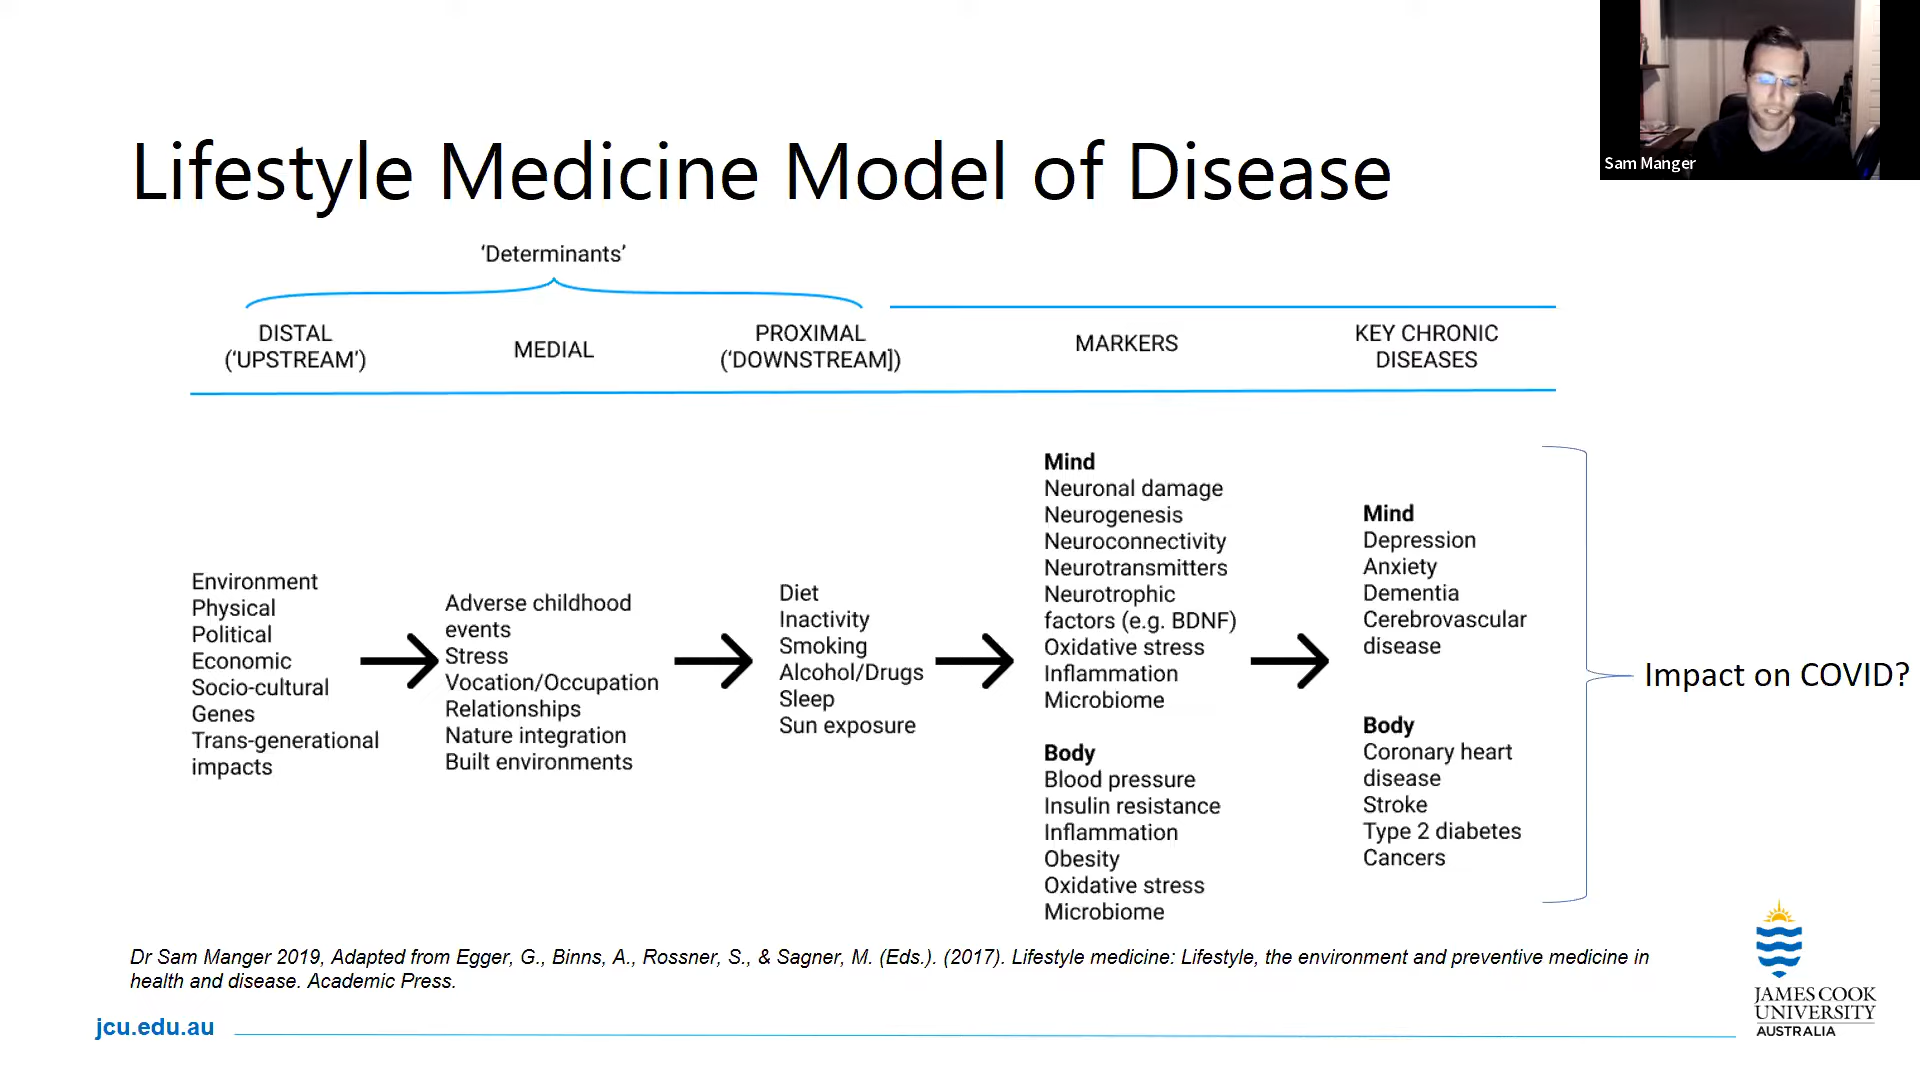 Sam Manger
Lifestyle Medicine Model of Disease
‘Determinants’
DISTAL
(‘UPSTREAM’)
MEDIAL
PROXIMAL
(‘DOWNSTREAM])
MARKERS
KEY CHRONIC
DISEASES
Environment
Physical
Political
Economic
Socio-cultural
Genes
Trans-generational
impacts
Adverse childhood
events
Stress
Vocation/Occupation
Relationships
Nature integration
Built environments
Diet
Inactivity
Smoking
Alcohol/Drugs
Sleep
Sun exposure
Mind
Neuronal damage
Neurogenesis
Neuroconnectivity
Neurotransmitters
Neurotrophic
factors (e.g. BDNF)
Oxidative stress
Inflammation
Microbiome
Body
Blood pressure
Insulin resistance
Inflammation
Obesity
Oxidative stress
Microbiome
Mind
Depression
Anxiety
Dementia
Cerebrovascular
disease
Body
Coronary heart
disease
Stroke
Type 2 diabetes
Cancers
Impact on COVID?
Dr Sam Manger 2019, Adapted from Egger, G., Binns, A., Rossner, S., & Sagner, M. (Eds.). (2017). Lifestyle medicine: Lifestyle, the environment and preventive medicine in
health and disease. Academic Press.
jcu.edu.au
JAMES COOK
UNIVERSITY
AUSTRALIA